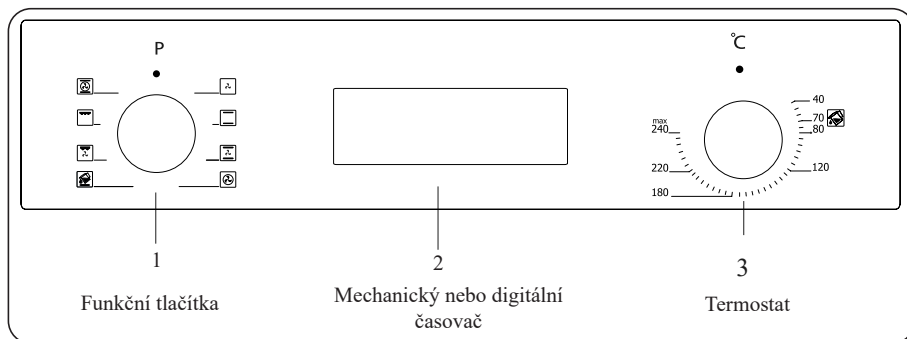 P
°C
40
70
80
120
180
220
max
240
1
Funkční tlačítka
2
Mechanický nebo digitální
časovač
3
Termostat